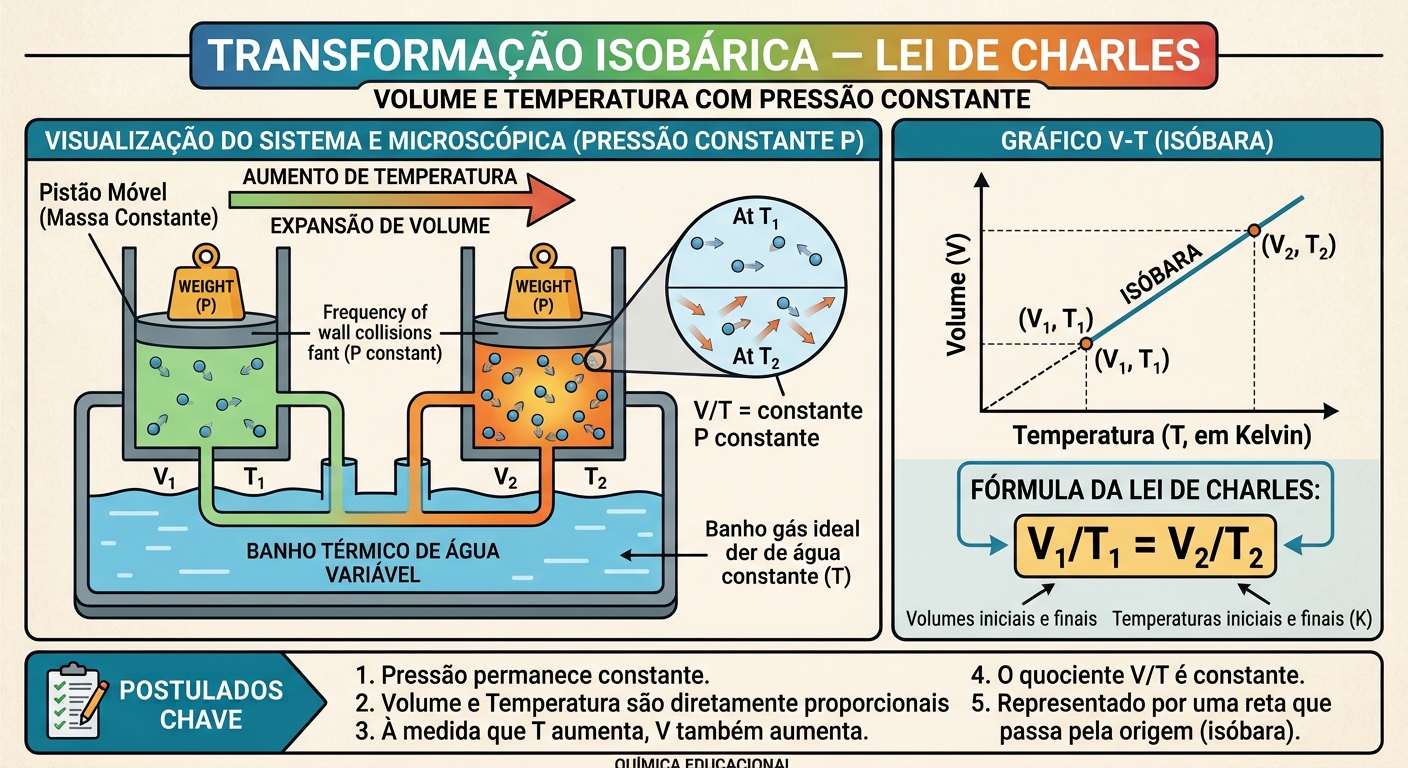 TRANSFORMAÇÃO ISOBÁRICA — LEI DE CHARLES
VOLUME E TEMPERATURA COM PRESSÃO CONSTANTE
VISUALIZAÇÃO DO SISTEMA E MICROSCÓPICA (PRESSÃO CONSTANTE P)
Pistão Móvel
(Massa Constante)
AUMENTO DE TEMPERATURA
EXPANSÃO DE VOLUME
WEIGHT
(P)
Frequency of
wall collisions
fant (P constant)
WEIGHT
(P)
At T₁
At T₂
V/T = constante
P constante
V₁
T₁
V₂
T₂
BANHO TÉRMICO DE ÁGUA
VARIÁVEL
Banho gás ideal
der de água
constante (T)
GRÁFICO V-T (ISÓBARA)
Volume (V)
ISÓBARA
(V₂, T₂)
(V₁, T₁)
(V₁, T₁)
Temperatura (T, em Kelvin)
FÓRMULA DA LEI DE CHARLES:
V₁/T₁ = V₂/T₂
Volumes iniciais e finais
Temperaturas iniciais e finais (K)
POSTULADOS
CHAVE
1. Pressão permanece constante.
2. Volume e Temperatura são diretamente proporcionais
3. À medida que T aumenta, V também aumenta.
4. O quociente V/T é constante.
5. Representado por uma reta que
passa pela origem (isóbara).
QUÍMICA EDUCACIONAL